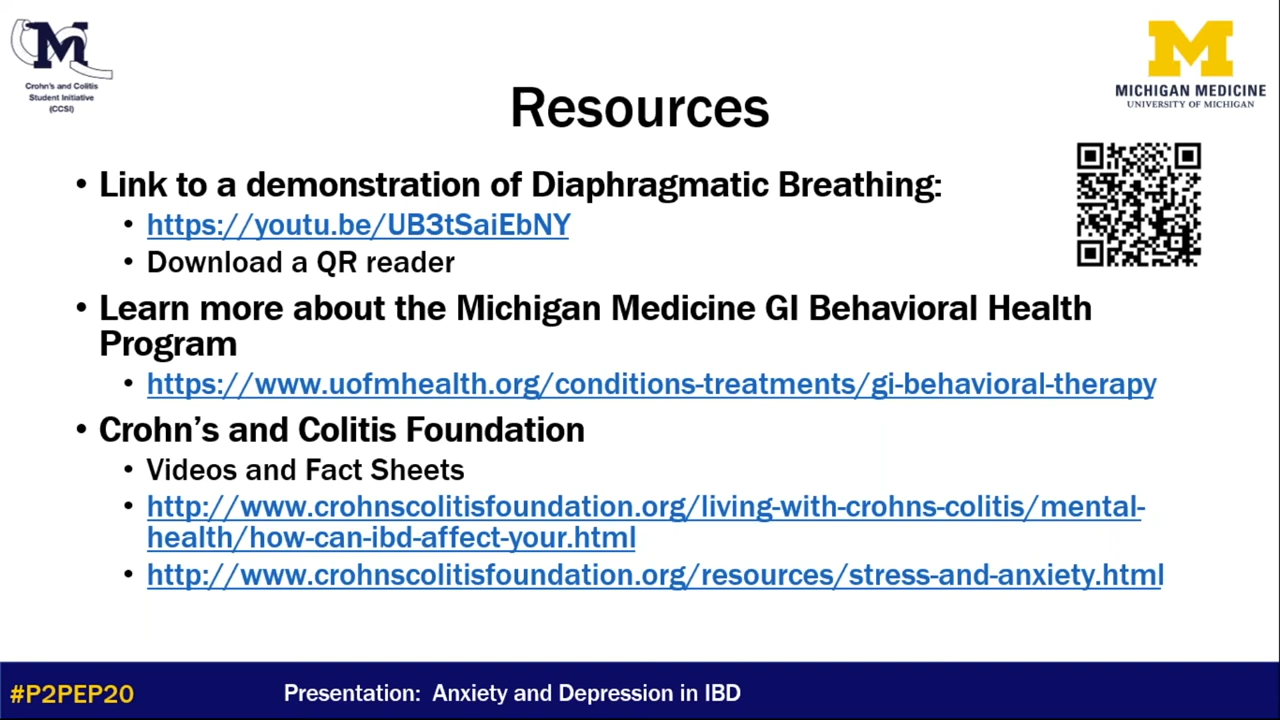 M
Crohn's and Colitis
Student Initiative
(CCSI)
M
MICHIGAN MEDICINE
UNIVERSITY OF MICHIGAN
Resources
• Link to a demonstration of Diaphragmatic Breathing:
• https://youtu.be/UB3tSaiEbNY
• Download a QR reader
• Learn more about the Michigan Medicine GI Behavioral Health
Program
• https://www.uofmhealth.org/conditions-treatments/gi-behavioral-therapy
• Crohn’s and Colitis Foundation
• Videos and Fact Sheets
• http://www.crohnscolitisfoundation.org/living-with-crohns-colitis/mental-
health/how-can-ibd-affect-your.html
• http://www.crohnscolitisfoundation.org/resources/stress-and-anxiety.html
#P2PEP20
Presentation: Anxiety and Depression in IBD